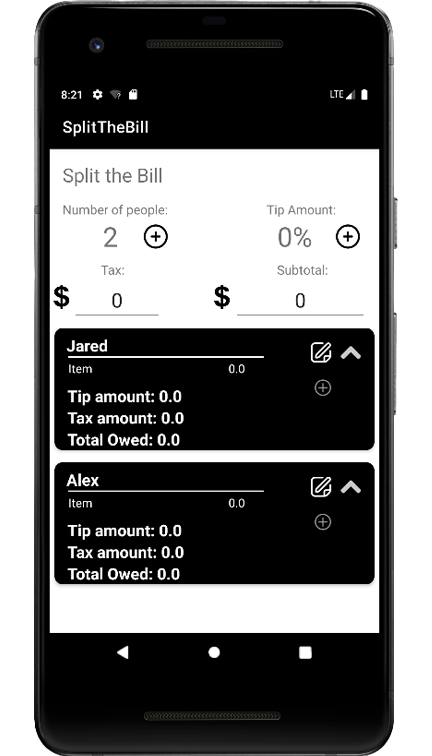 8:21 LTE
SplitTheBill
Split the Bill
Number of people: Tip Amount:
2 0%
Tax: Subtotal:
$ 0 $ 0
Jared
Item 0.0
Tip amount: 0.0
Tax amount: 0.0
Total Owed: 0.0
Alex
Item 0.0
Tip amount: 0.0
Tax amount: 0.0
Total Owed: 0.0